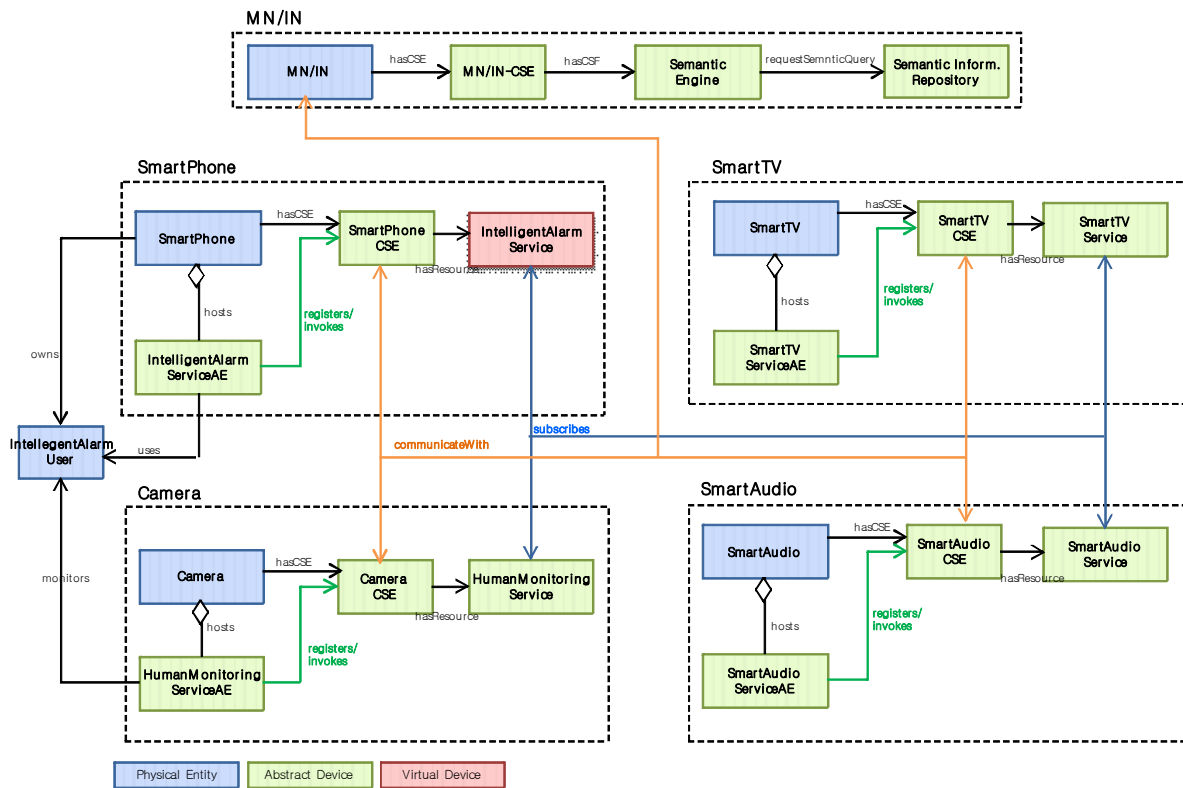 MN/IN
MN/IN
hasCSE
MN/IN-CSE
hasCSF
Semantic
Engine
requestSemnticQuery
Semantic Inform.
Repository
SmartPhone
SmartPhone
hasCSE
SmartPhone
CSE
IntelligentAlarm
Service
hasResource
hosts
registers/
invokes
IntelligentAlarm
ServiceAE
SmartTV
SmartTV
hasCSE
SmartTV
CSE
SmartTV
Service
hasResource
hosts
registers/
invokes
SmartTV
ServiceAE
owns
IntellegentAlarm
User
uses
subscribes
communicateWith
monitors
Camera
Camera
hasCSE
Camera
CSE
HumanMonitoring
Service
hasResource
hosts
registers/
invokes
HumanMonitoring
ServiceAE
SmartAudio
SmartAudio
hasCSE
SmartAudio
CSE
SmartAudio
Service
hasResource
hosts
registers/
invokes
SmartAudio
ServiceAE
Physical Entity
Abstract Device
Virtual Device